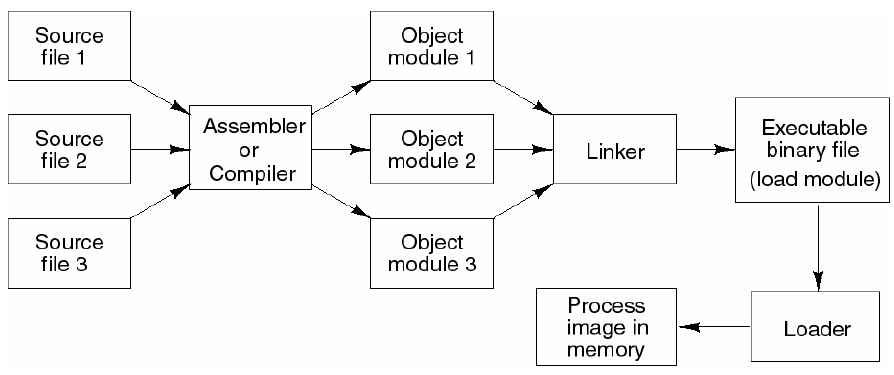 Source
file 1
Source
file 2
Source
file 3
Assembler
or
Compiler
Object
module 1
Object
module 2
Object
module 3
Linker
Executable
binary file
(load module)
Loader
Process
image in
memory